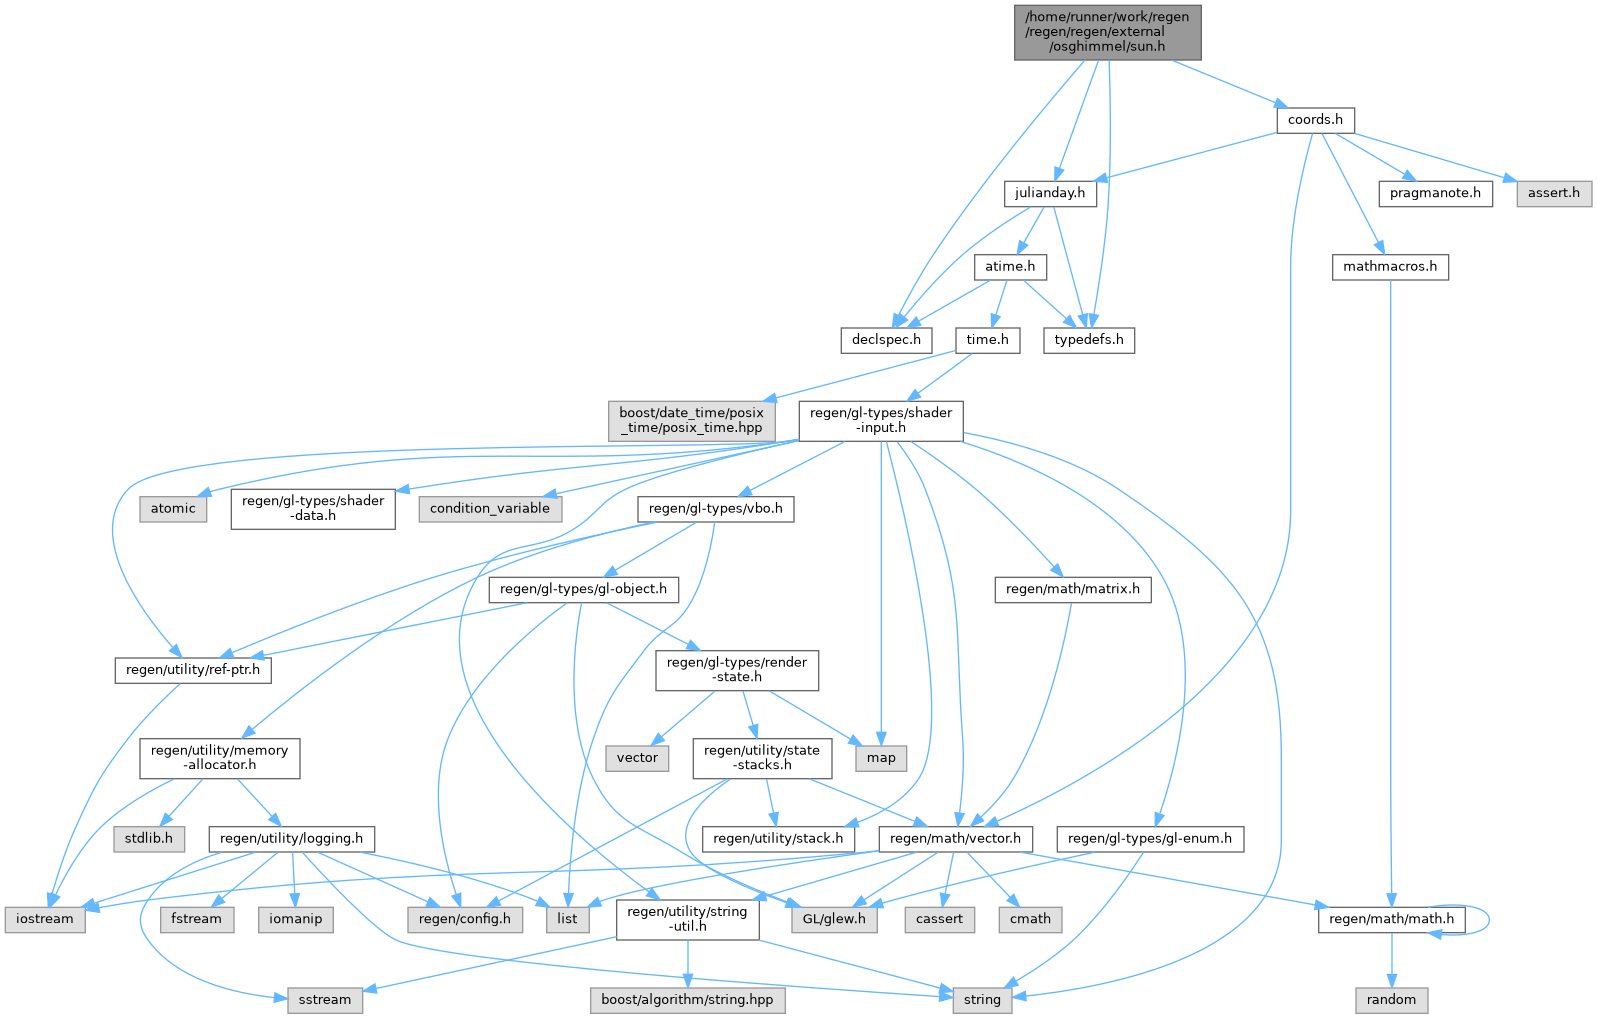 /home/runner/work/regen
/regen/regen/external
/osghimmel/sun.h
coords.h
julianday.h
pragmanote.h
assert.h
atime.h
mathmacros.h
declspec.h
time.h
typedefs.h
boost/date_time/posix
_time/posix_time.hpp
regen/gl-types/shader
-input.h
atomic
regen/gl-types/shader
-data.h
condition_variable
regen/gl-types/vbo.h
regen/gl-types/gl-object.h
regen/math/matrix.h
regen/utility/ref-ptr.h
regen/gl-types/render
-state.h
regen/utility/memory
-allocator.h
vector
regen/utility/state
-stacks.h
map
stdlib.h
regen/utility/logging.h
regen/utility/stack.h
regen/math/vector.h
regen/gl-types/gl-enum.h
iostream
fstream
iomanip
regen/config.h
list
regen/utility/string
-util.h
GL/glew.h
cassert
cmath
regen/math/math.h
sstream
boost/algorithm/string.hpp
string
random